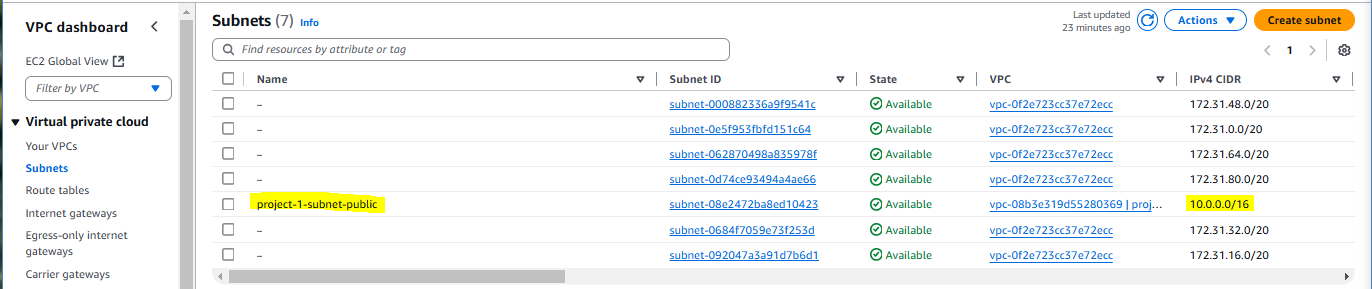 VPC dashboard
EC2 Global View
Filter by VPC
Virtual private cloud
Your VPCs
Subnets
Route tables
Internet gateways
Egress-only internet
gateways
Carrier gateways
Subnets (7) Info
Last updated
23 minutes ago
Actions
Create subnet
Find resources by attribute or tag
1
Name Subnet ID State VPC IPv4 CIDR
– subnet-000882336a9f9541c Available vpc-0f2e723cc37e72ecc 172.31.48.0/20
– subnet-0e5f953fbfd151c64 Available vpc-0f2e723cc37e72ecc 172.31.0.0/20
– subnet-062870498a835978f Available vpc-0f2e723cc37e72ecc 172.31.64.0/20
– subnet-0d74ce93494a4ae66 Available vpc-0f2e723cc37e72ecc 172.31.80.0/20
project-1-subnet-public subnet-08e2472ba8ed10423 Available vpc-08b3e319d55280369 | proj... 10.0.0.0/16
– subnet-0684f7059e73f253d Available vpc-0f2e723cc37e72ecc 172.31.32.0/20
– subnet-092047a3a91d7b6d1 Available vpc-0f2e723cc37e72ecc 172.31.16.0/20